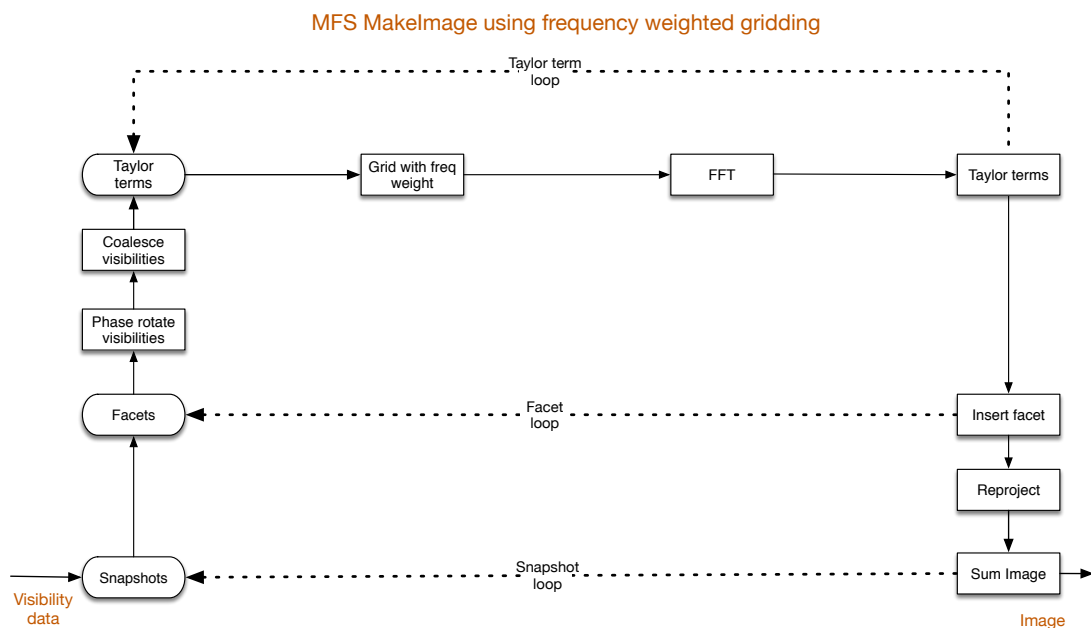 MFS MakeImage using frequency weighted gridding
Taylor term
loop
Taylor
terms
Grid with freq
weight
FFT
Taylor terms
Coalesce
visibilities
Phase rotate
visibilities
Facets
Facet
loop
Insert facet
Reproject
Snapshots
Snapshot
loop
Sum Image
Visibility
data
Image